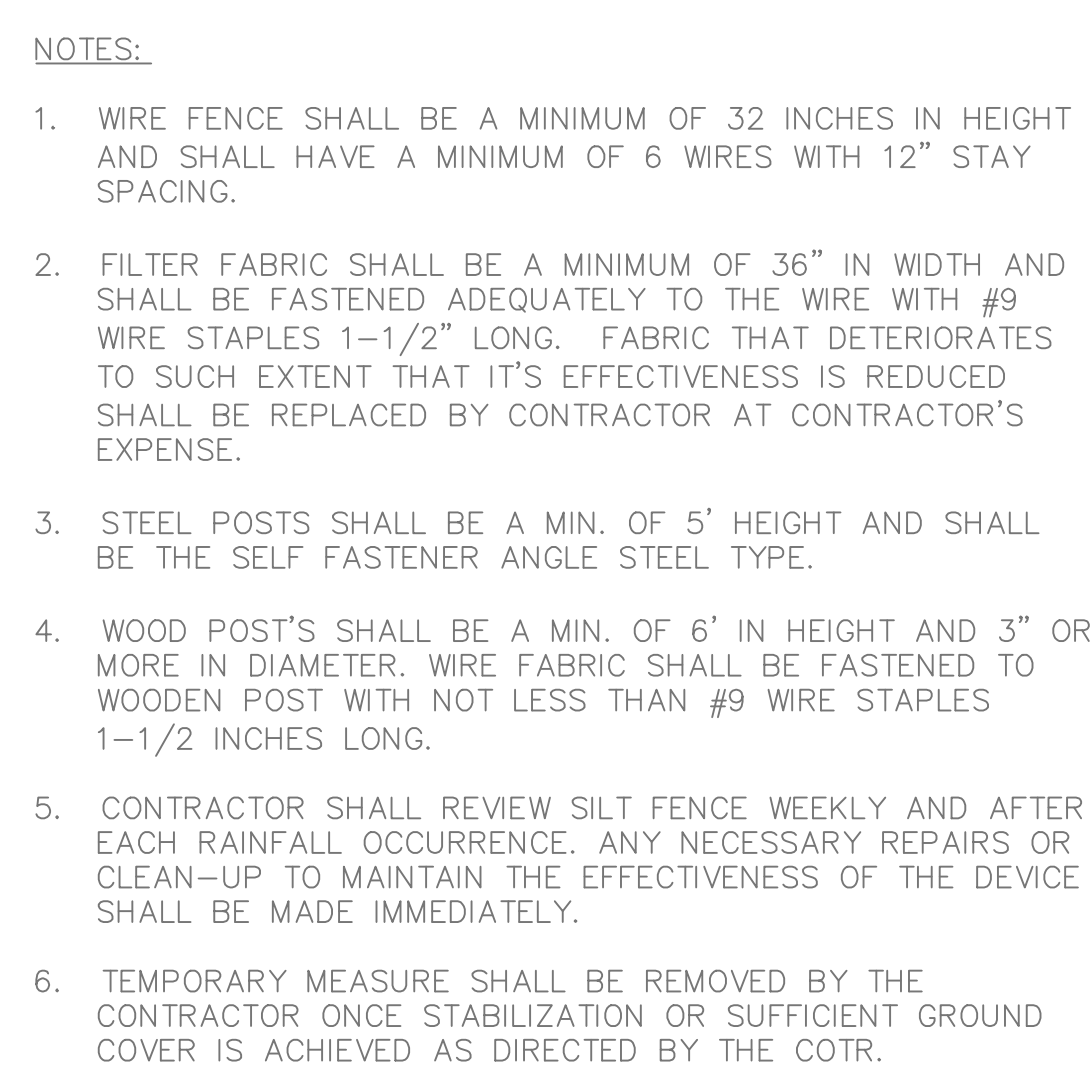 NOTES:
1. WIRE FENCE SHALL BE A MINIMUM OF 32 INCHES IN HEIGHT
AND SHALL HAVE A MINIMUM OF 6 WIRES WITH 12" STAY
SPACING.
2. FILTER FABRIC SHALL BE A MINIMUM OF 36" IN WIDTH AND
SHALL BE FASTENED ADEQUATELY TO THE WIRE WITH #9
WIRE STAPLES 1-1/2" LONG. FABRIC THAT DETERIORATES
TO SUCH EXTENT THAT IT'S EFFECTIVENESS IS REDUCED
SHALL BE REPLACED BY CONTRACTOR AT CONTRACTOR'S
EXPENSE.
3. STEEL POSTS SHALL BE A MIN. OF 5' HEIGHT AND SHALL
BE THE SELF FASTENER ANGLE STEEL TYPE.
4. WOOD POST'S SHALL BE A MIN. OF 6' IN HEIGHT AND 3" OR
MORE IN DIAMETER. WIRE FABRIC SHALL BE FASTENED TO
WOODEN POST WITH NOT LESS THAN #9 WIRE STAPLES
1-1/2 INCHES LONG.
5. CONTRACTOR SHALL REVIEW SILT FENCE WEEKLY AND AFTER
EACH RAINFALL OCCURRENCE. ANY NECESSARY REPAIRS OR
CLEAN-UP TO MAINTAIN THE EFFECTIVENESS OF THE DEVICE
SHALL BE MADE IMMEDIATELY.
6. TEMPORARY MEASURE SHALL BE REMOVED BY THE
CONTRACTOR ONCE STABILIZATION OR SUFFICIENT GROUND
COVER IS ACHIEVED AS DIRECTED BY THE COTR.